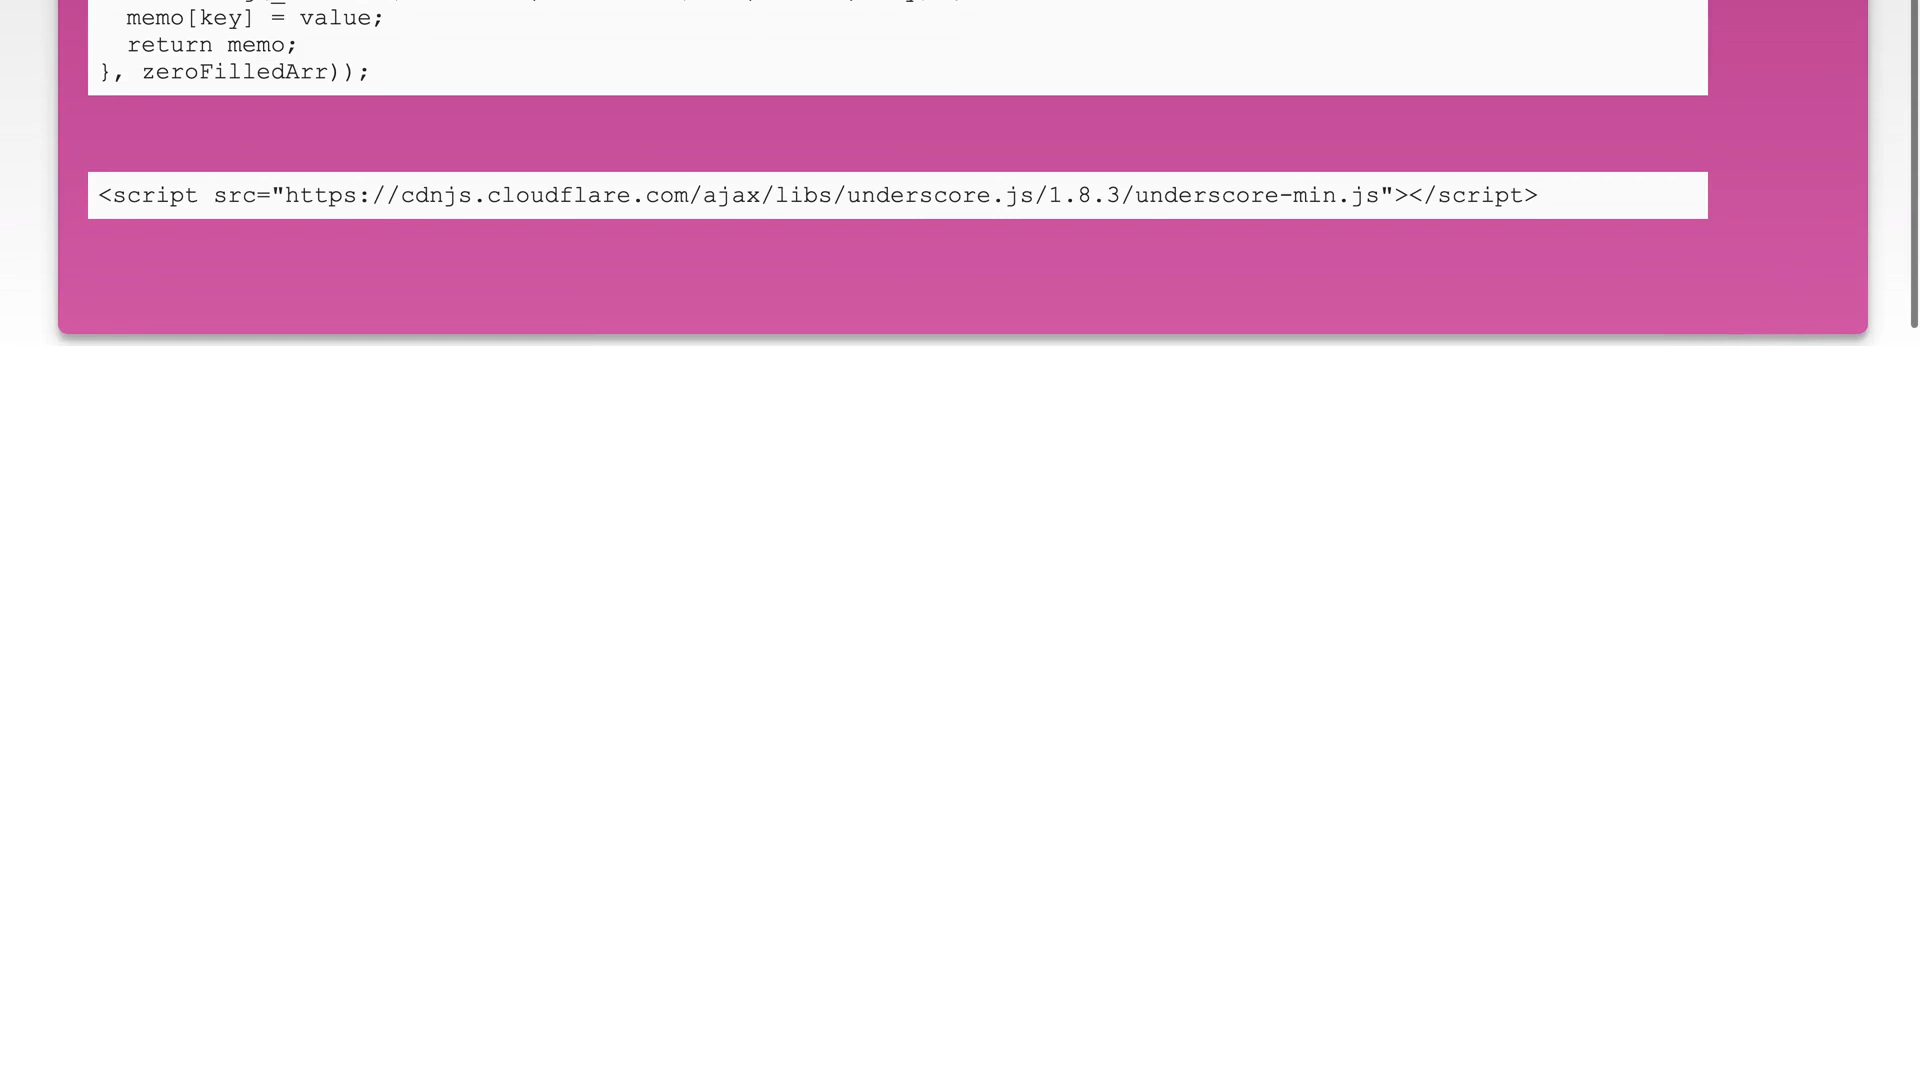 memo[key] = value;
return memo;
}, zeroFilledArr));
<script src="https://cdnjs.cloudflare.com/ajax/libs/underscore.js/1.8.3/underscore-min.js"></script>